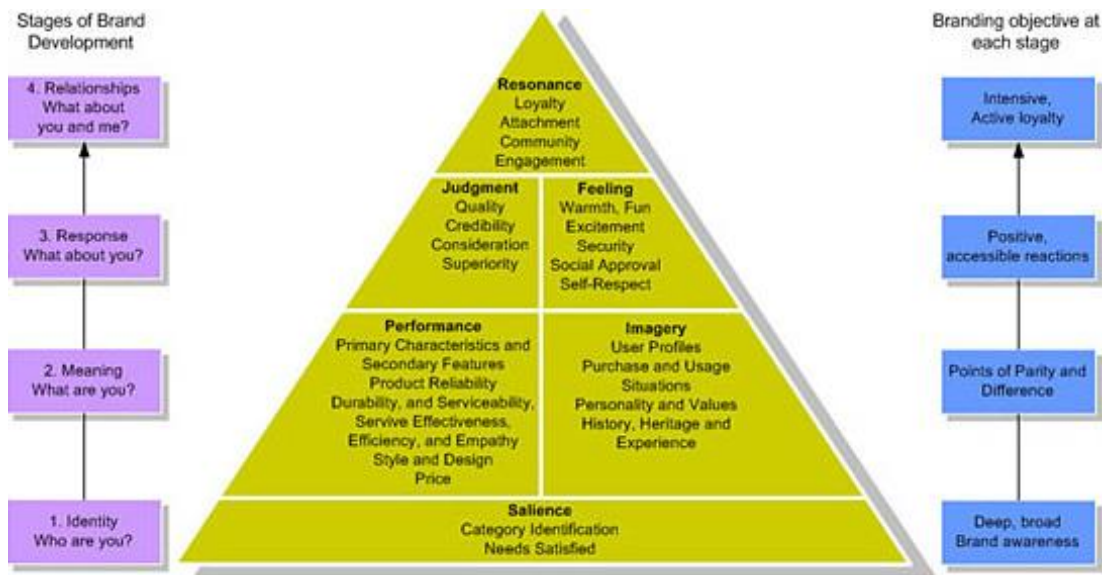 Stages of Brand
Development
4. Relationships
What about
you and me?
3. Response
What about you?
2. Meaning
What are you?
1. Identity
Who are you?
Resonance
Loyalty
Attachment
Community
Engagement
Judgment
Quality
Credibility
Consideration
Superiority
Feeling
Warmth, Fun
Excitement
Security
Social Approval
Self-Respect
Performance
Primary Characteristics and
Secondary Features
Product Reliability
Durability, and Serviceability,
Servive Effectiveness,
Efficiency, and Empathy
Style and Design
Price
Imagery
User Profiles
Purchase and Usage
Situations
Personality and Values
History, Heritage and
Experience
Salience
Category Identification
Needs Satisfied
Branding objective at
each stage
Intensive,
Active loyalty
Positive,
accessible reactions
Points of Parity and
Difference
Deep, broad
Brand awareness